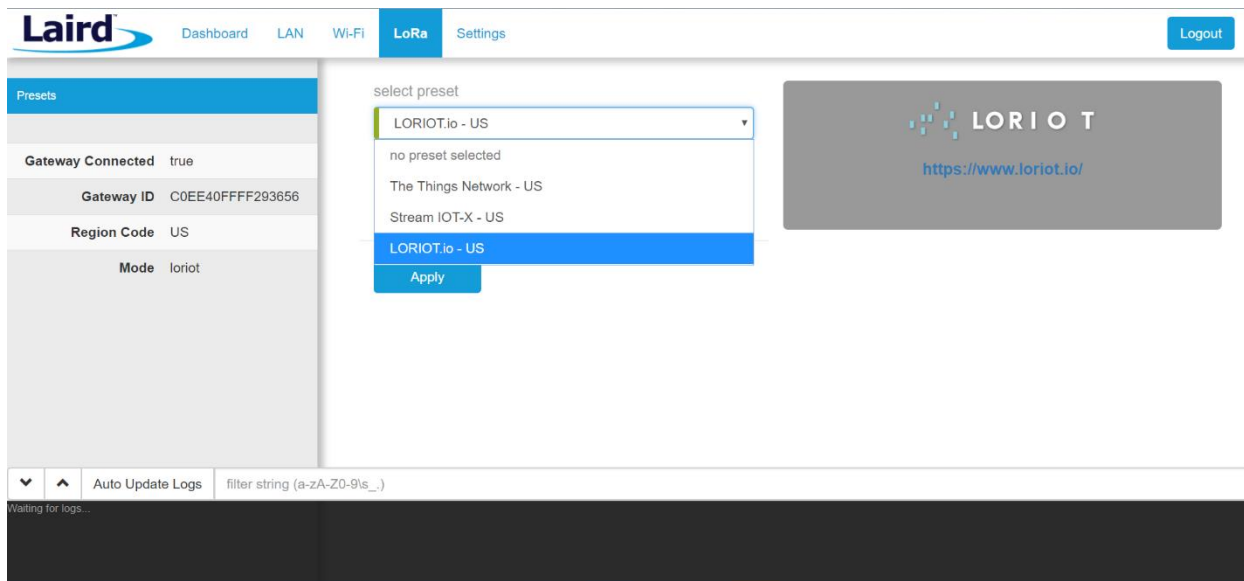 Laird™
Dashboard LAN Wi-Fi LoRa Settings Logout
Presets
Gateway Connected true
Gateway ID C0EE40FFFF293656
Region Code US
Mode loriot
select preset
LORIOT.io - US
no preset selected
The Things Network - US
Stream IOT-X - US
LORIOT.io - US
Apply
LORIOT
https://www.loriot.io/
Auto Update Logs filter string (a-zA-Z0-9\s_.)
Waiting for logs...